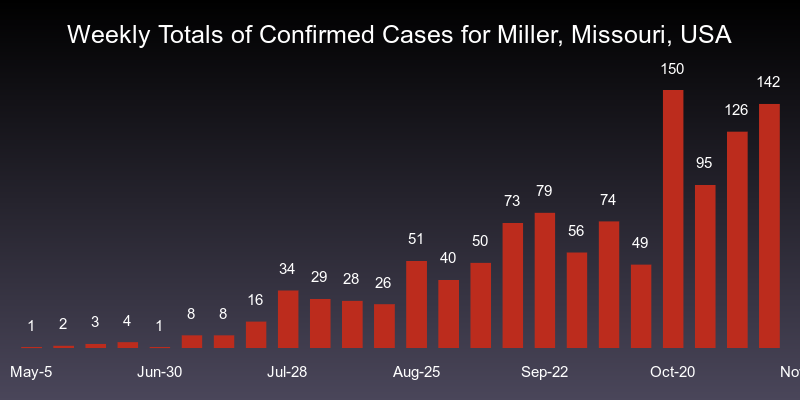 Weekly Totals of Confirmed Cases for Miller, Missouri, USA
1 2 3 4 1 8 8 16 34 29 28 26 51 40 50 73 79 56 74 49 150 95 126 142
May-5 Jun-30 Jul-28 Aug-25 Sep-22 Oct-20 No